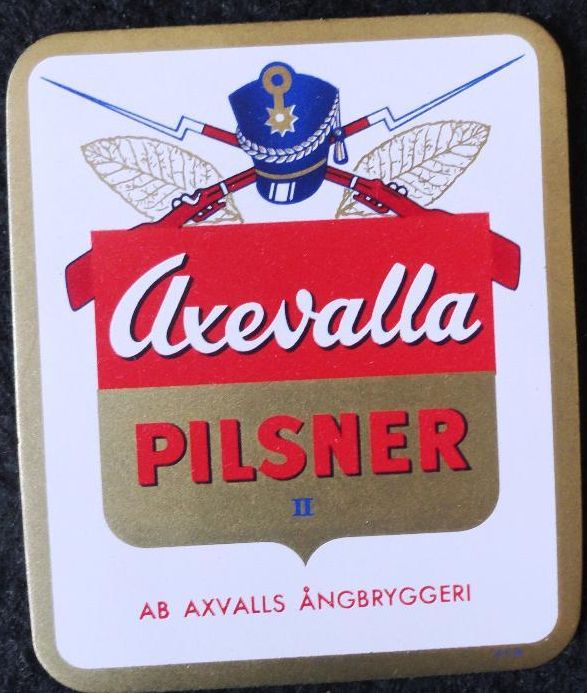 Axevalla
PILSNER
II
AB AXVALLS ÅNGBRYGGERI